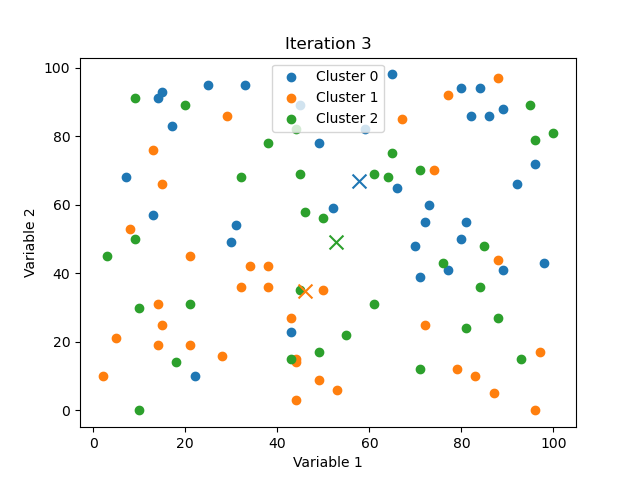 Iteration 3
Cluster 0
Cluster 1
Cluster 2
100
80
60
40
20
0
Variable 2
0
20
40
60
80
100
Variable 1